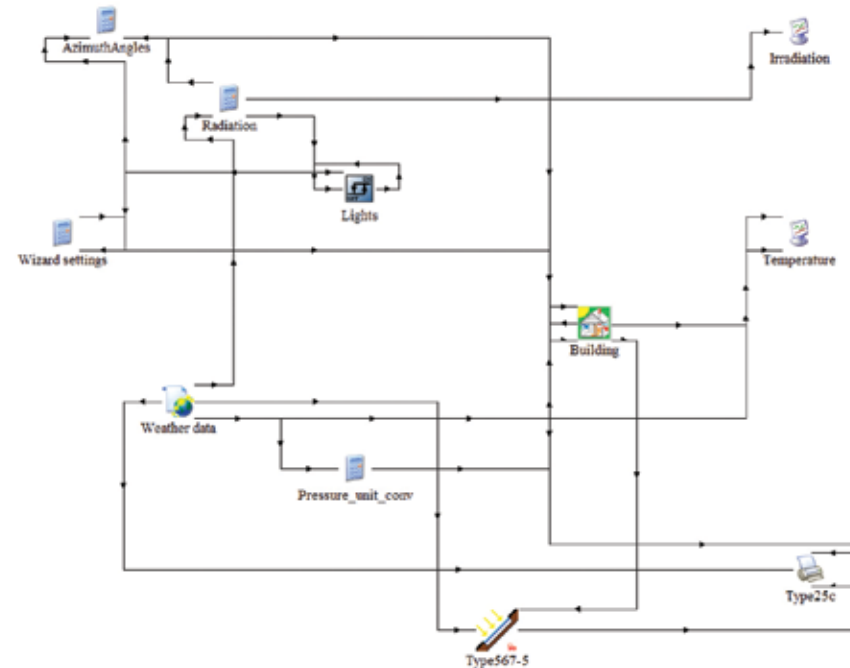 AzimuthAngles
Irradiation
Radiation
Lights
Wizard settings
Temperature
Building
Weather data
Pressure_unit_conv
Type25c
Type567-5